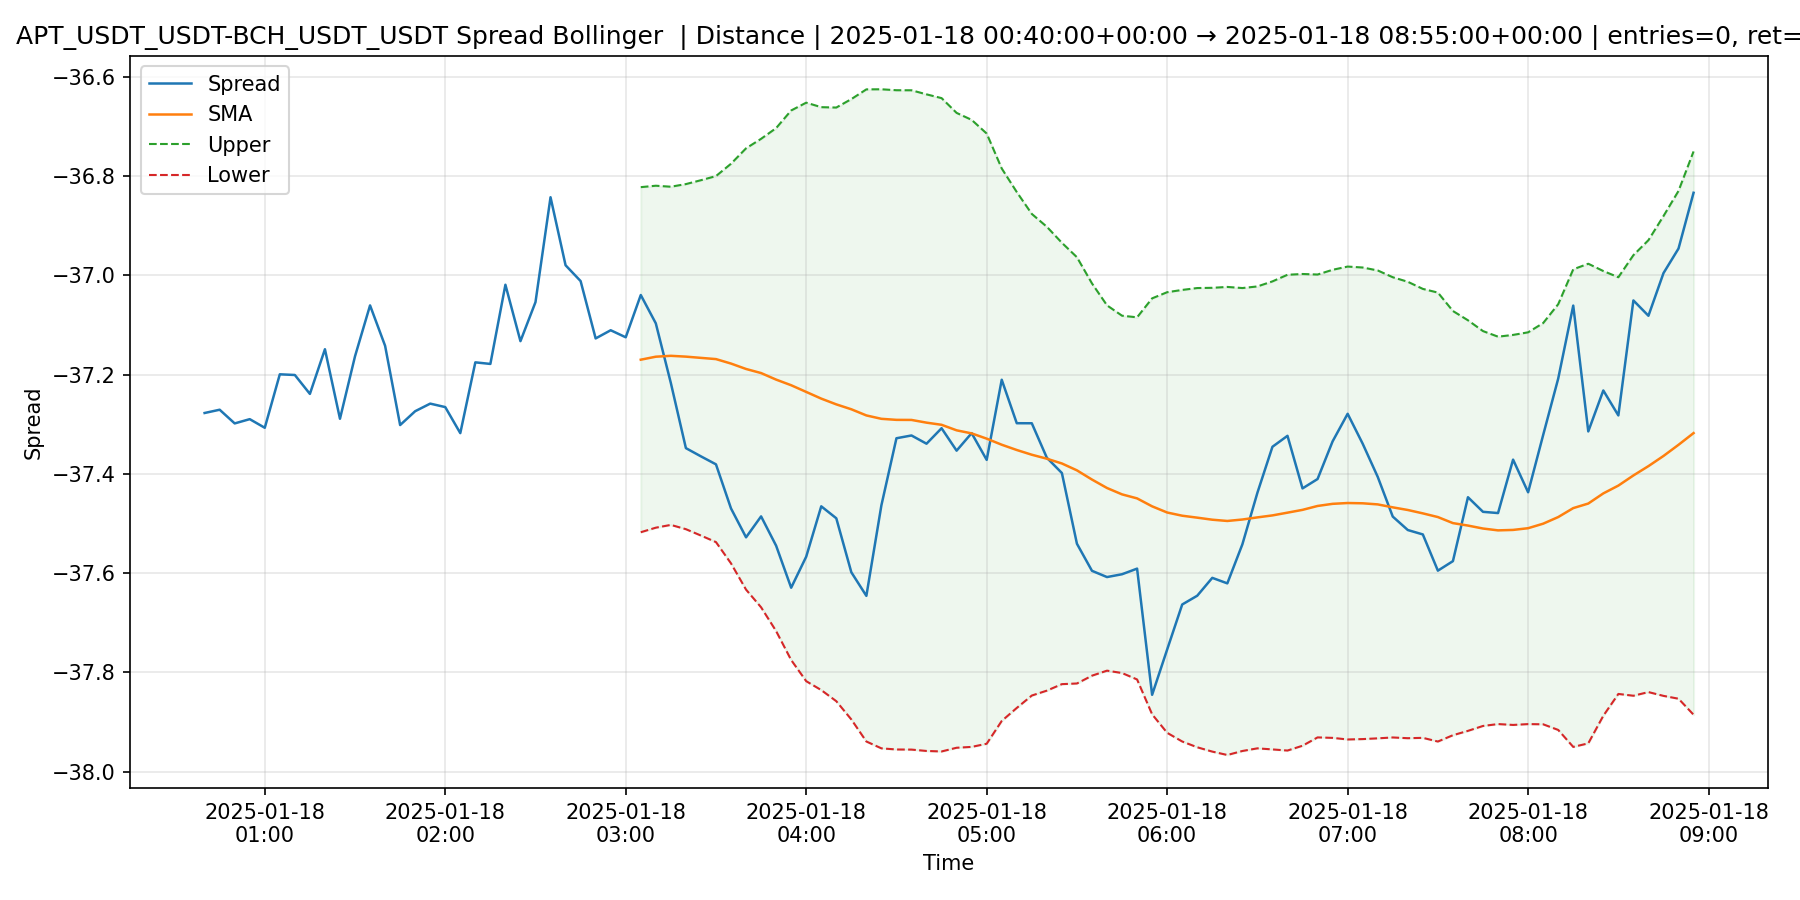 APT_USDT_USDT-BCH_USDT_USDT Spread Bollinger | Distance | 2025-01-18 00:40:00+00:00 → 2025-01-18 08:55:00+00:00 | entries=0, ret=
Spread
SMA
Upper
Lower
−36.6
−36.8
−37.0
−37.2
−37.4
−37.6
−37.8
−38.0
Spread
2025-01-18 01:00
2025-01-18 02:00
2025-01-18 03:00
2025-01-18 04:00
2025-01-18 05:00
2025-01-18 06:00
2025-01-18 07:00
2025-01-18 08:00
2025-01-18 09:00
Time